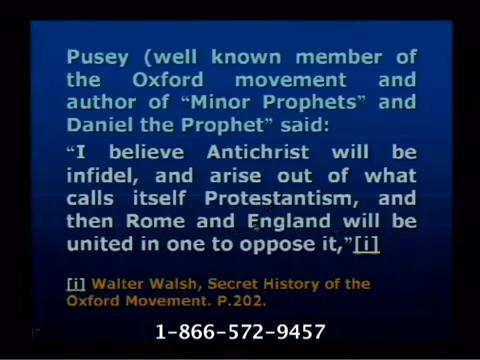 Pusey (well known member of
the Oxford movement and
author of “Minor Prophets” and
Daniel the Prophet” said:
“I believe Antichrist will be
infidel, and arise out of what
calls itself Protestantism, and
then Rome and England will be
united in one to oppose it,”[i]
[i] Walter Walsh, Secret History of the
Oxford Movement. P.202.
1-866-572-9457